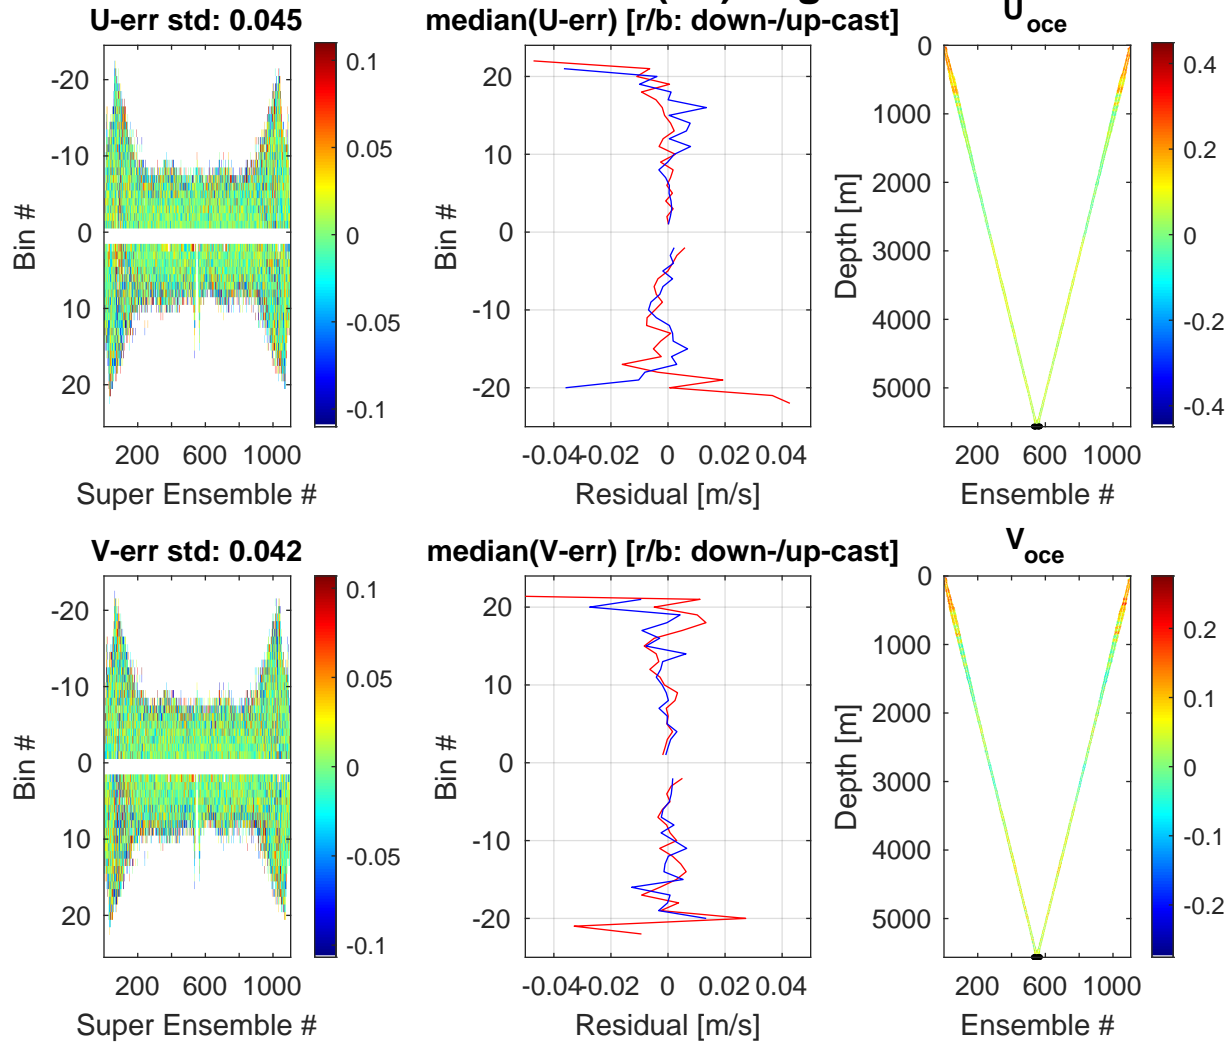 U-err std: 0.045
-20
-10
0
10
20
200 600 1000
Super Ensemble #
Bin #
0.1
0.05
0
-0.05
-0.1
median(U-err) [r/b: down-/up-cast]
20
10
0
-10
-20
-0.04 -0.02 0 0.02 0.04
Residual [m/s]
Bin #
U_oce
0
1000
2000
3000
4000
5000
200 600 1000
Ensemble #
Depth [m]
0.4
0.2
0
-0.2
-0.4
V-err std: 0.042
-20
-10
0
10
20
200 600 1000
Super Ensemble #
Bin #
0.1
0.05
0
-0.05
-0.1
median(V-err) [r/b: down-/up-cast]
20
10
0
-10
-20
-0.04 -0.02 0 0.02 0.04
Residual [m/s]
Bin #
V_oce
0
1000
2000
3000
4000
5000
200 600 1000
Ensemble #
Depth [m]
0.2
0.1
0
-0.1
-0.2